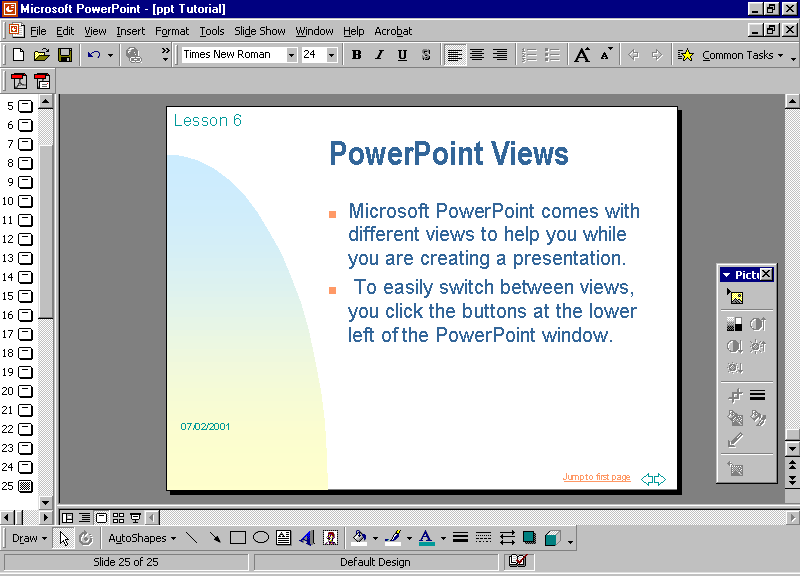 Microsoft PowerPoint - [ppt Tutorial]
File Edit View Insert Format Tools Slide Show Window Help Acrobat
Times New Roman 24 B I U S A A Common Tasks
5
6
7
8
9
10
11
12
13
14
15
16
17
18
19
20
21
22
23
24
25
Lesson 6
PowerPoint Views
Microsoft PowerPoint comes with
different views to help you while
you are creating a presentation.
To easily switch between views,
you click the buttons at the lower
left of the PowerPoint window.
07/02/2001
Jump to first page
Pict
Draw AutoShapes A A
Slide 25 of 25 Default Design